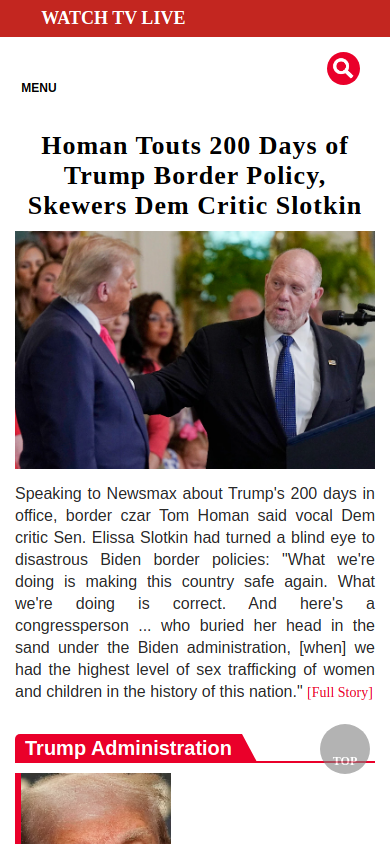 WATCH TV LIVE
MENU
Homan Touts 200 Days of
Trump Border Policy,
Skewers Dem Critic Slotkin
Speaking to Newsmax about Trump's 200 days in
office, border czar Tom Homan said vocal Dem
critic Sen. Elissa Slotkin had turned a blind eye to
disastrous Biden border policies: "What we're
doing is making this country safe again. What
we're doing is correct. And here's a
congressperson ... who buried her head in the
sand under the Biden administration, [when] we
had the highest level of sex trafficking of women
and children in the history of this nation." [Full Story]
Trump Administration
TOP